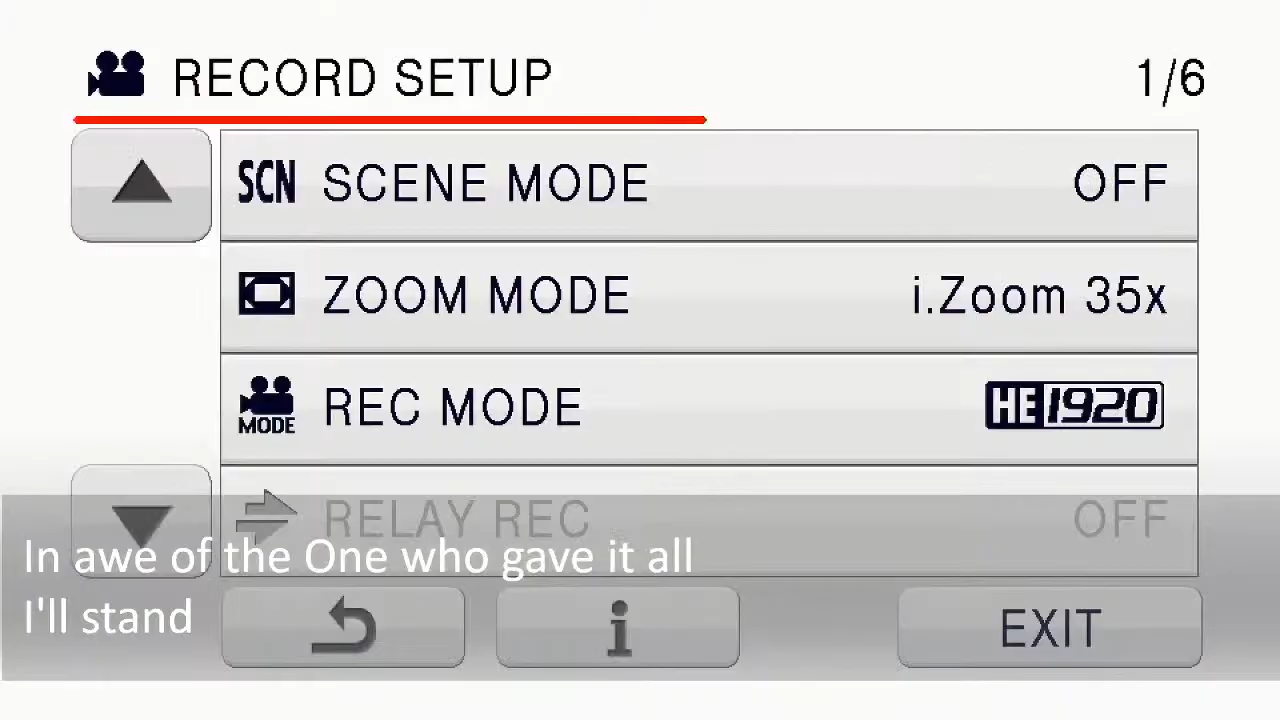 RECORD SETUP 1/6
SCN SCENE MODE OFF
ZOOM MODE i.Zoom 35x
MODE REC MODE HE 1920
RELAY REC OFF
In awe of the One who gave it all
I'll stand
i EXIT